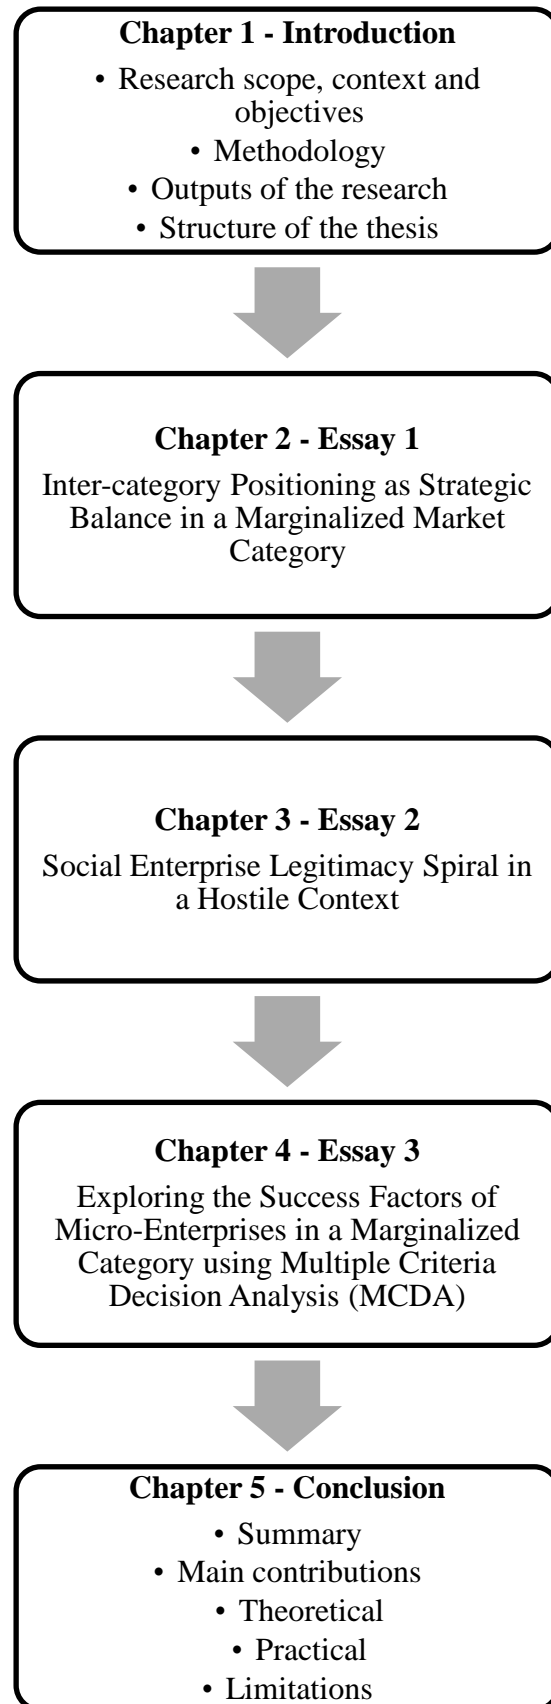 Chapter 1 - Introduction
• Research scope, context and
objectives
• Methodology
• Outputs of the research
• Structure of the thesis
Chapter 2 - Essay 1
Inter-category Positioning as Strategic
Balance in a Marginalized Market
Category
Chapter 3 - Essay 2
Social Enterprise Legitimacy Spiral in
a Hostile Context
Chapter 4 - Essay 3
Exploring the Success Factors of
Micro-Enterprises in a Marginalized
Category using Multiple Criteria
Decision Analysis (MCDA)
Chapter 5 - Conclusion
• Summary
• Main contributions
• Theoretical
• Practical
• Limitations